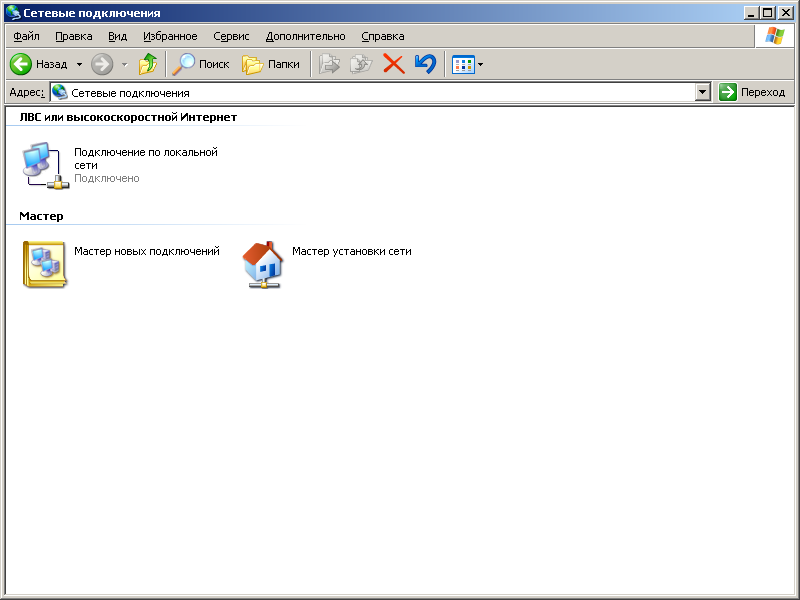 Сетевые подключения
Файл Правка Вид Избранное Сервис Дополнительно Справка
Назад Поиск Папки
Адрес: Сетевые подключения Переход
ЛВС или высокоскоростной Интернет
Подключение по локальной
сети
Подключено
Мастер
Мастер новых подключений Мастер установки сети